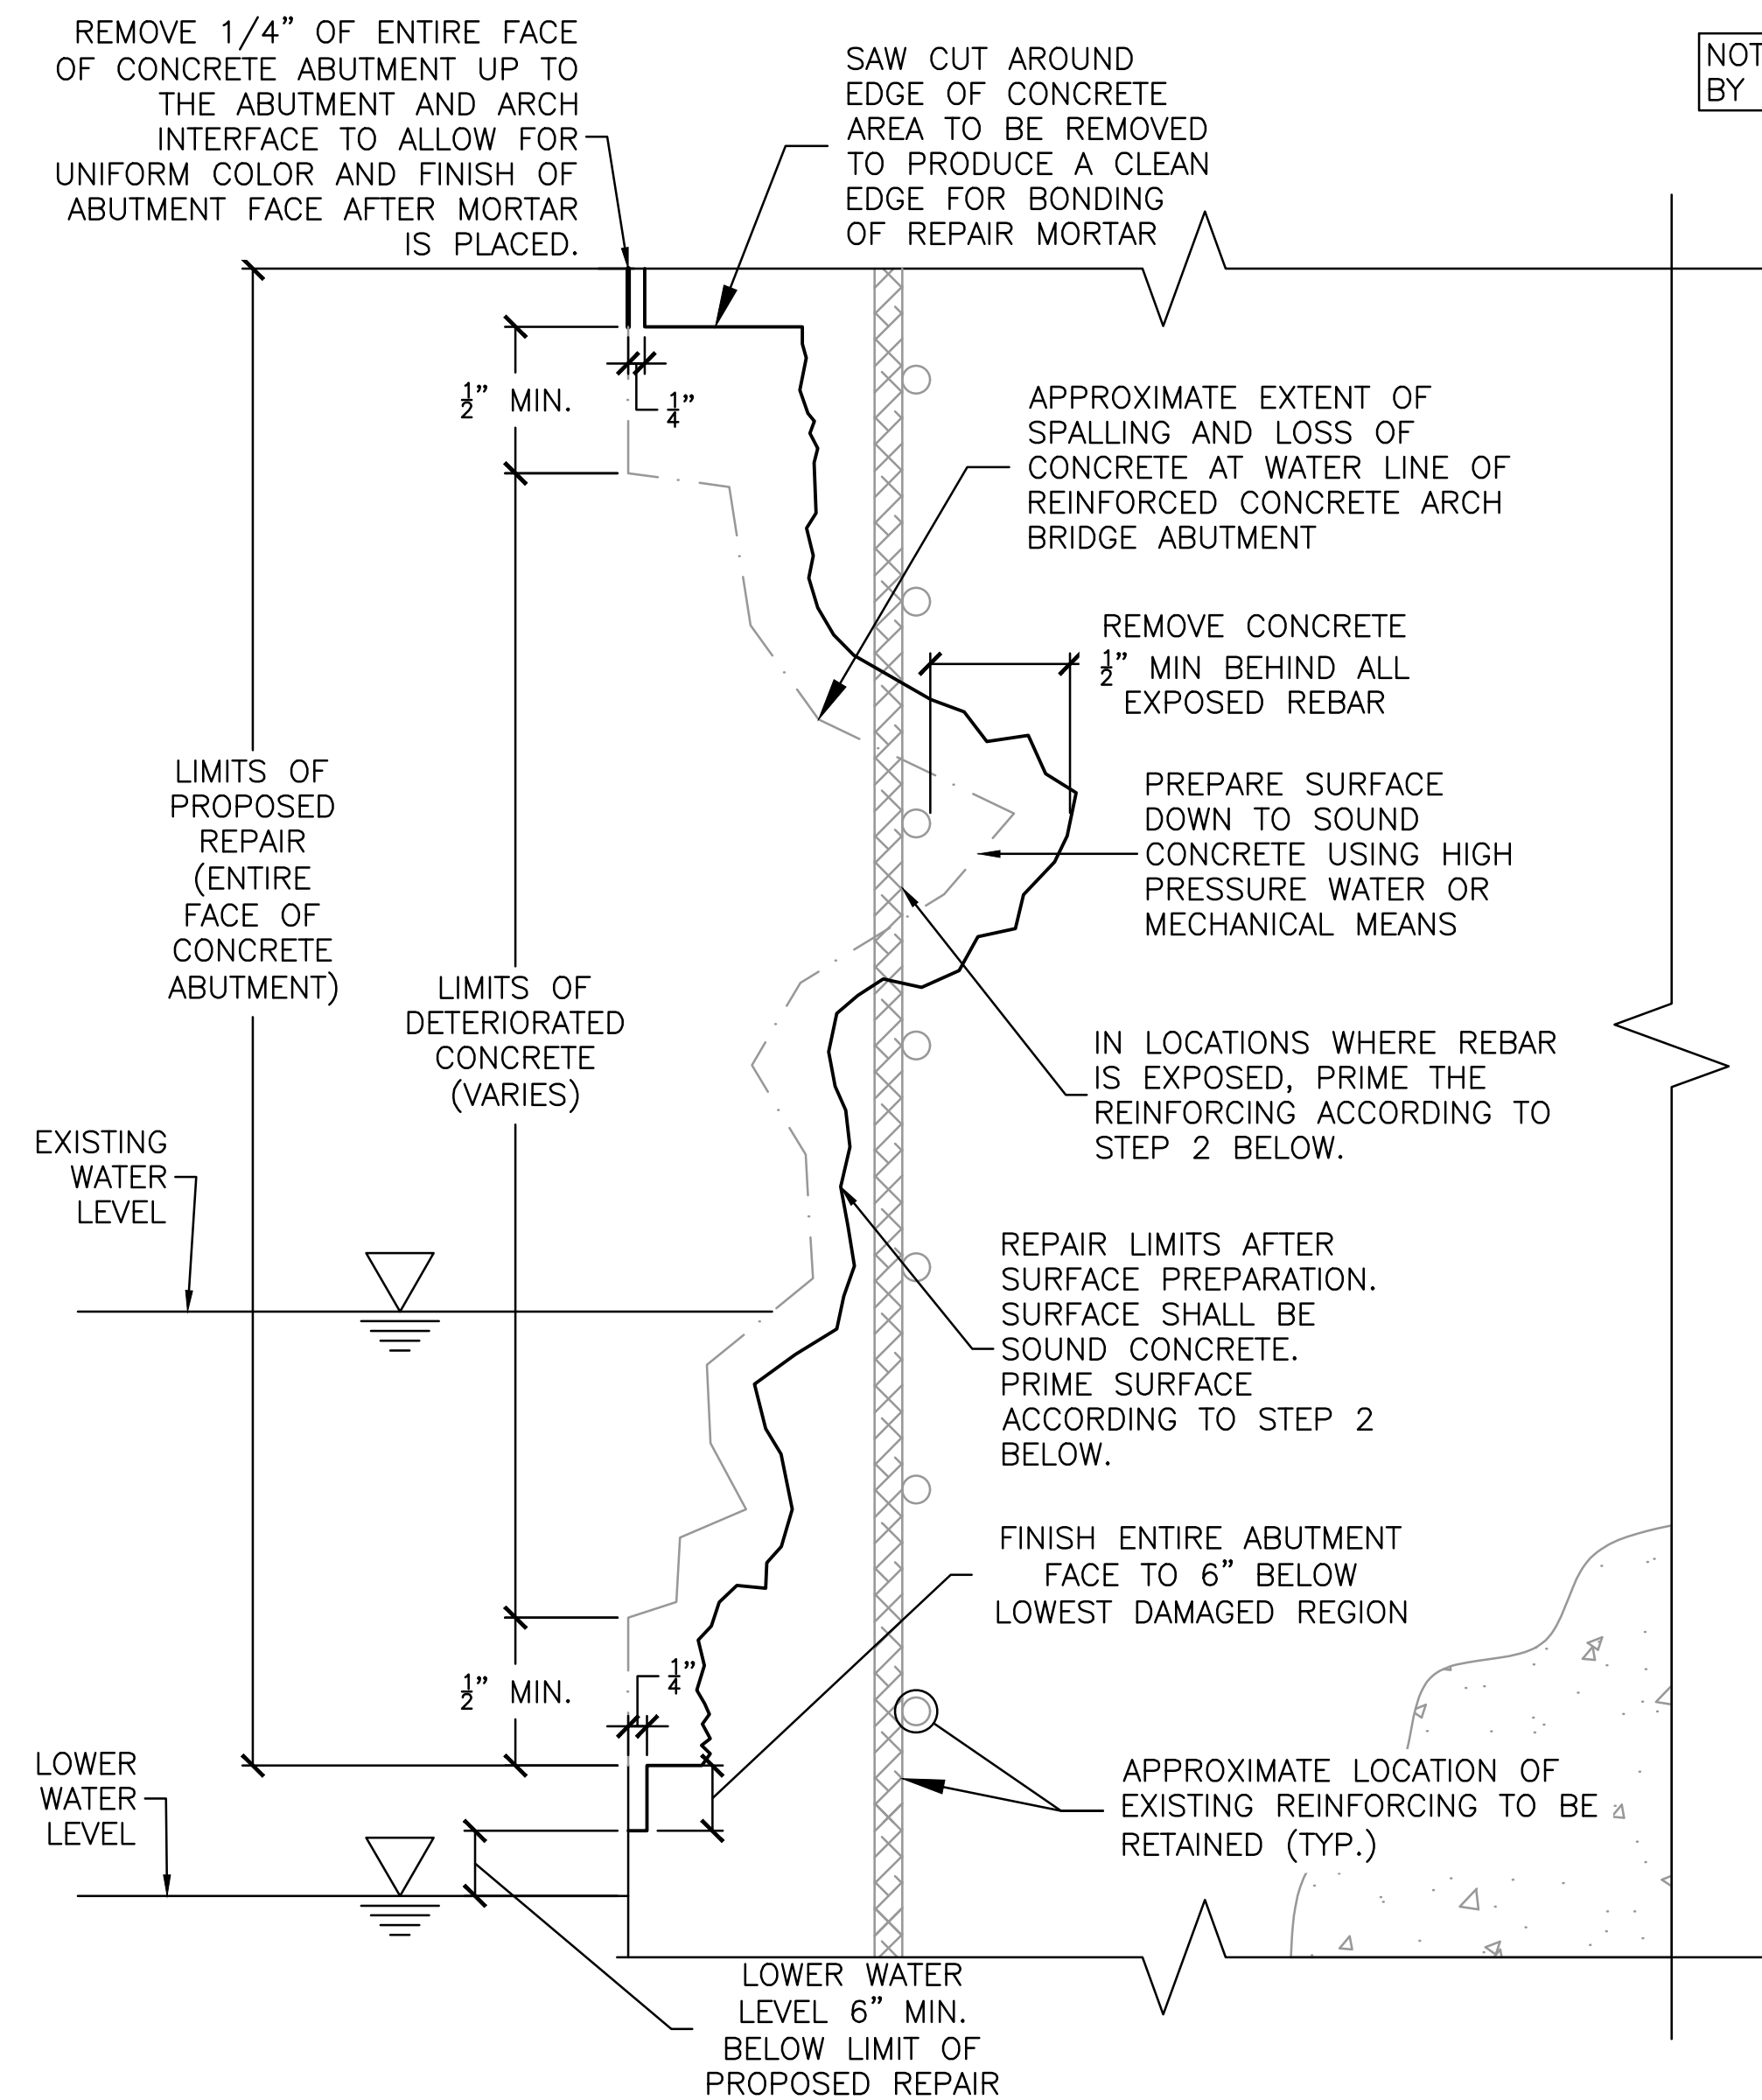 REMOVE 1/4" OF ENTIRE FACE
OF CONCRETE ABUTMENT UP TO
THE ABUTMENT AND ARCH
INTERFACE TO ALLOW FOR
UNIFORM COLOR AND FINISH OF
ABUTMENT FACE AFTER MORTAR
IS PLACED.
SAW CUT AROUND
EDGE OF CONCRETE
AREA TO BE REMOVED
TO PRODUCE A CLEAN
EDGE FOR BONDING
OF REPAIR MORTAR
NOT
BY
1/2" MIN.
1/4"
APPROXIMATE EXTENT OF
SPALLING AND LOSS OF
CONCRETE AT WATER LINE OF
REINFORCED CONCRETE ARCH
BRIDGE ABUTMENT
REMOVE CONCRETE
1/2" MIN BEHIND ALL
EXPOSED REBAR
LIMITS OF
PROPOSED
REPAIR
(ENTIRE
FACE OF
CONCRETE
ABUTMENT)
PREPARE SURFACE
DOWN TO SOUND
CONCRETE USING HIGH
PRESSURE WATER OR
MECHANICAL MEANS
LIMITS OF
DETERIORATED
CONCRETE
(VARIES)
IN LOCATIONS WHERE REBAR
IS EXPOSED, PRIME THE
REINFORCING ACCORDING TO
STEP 2 BELOW.
EXISTING
WATER
LEVEL
REPAIR LIMITS AFTER
SURFACE PREPARATION.
SURFACE SHALL BE
SOUND CONCRETE.
PRIME SURFACE
ACCORDING TO STEP 2
BELOW.
FINISH ENTIRE ABUTMENT
FACE TO 6" BELOW
LOWEST DAMAGED REGION
1/2" MIN.
1/4"
LOWER
WATER
LEVEL
APPROXIMATE LOCATION OF
EXISTING REINFORCING TO BE
RETAINED (TYP.)
LOWER WATER
LEVEL 6" MIN.
BELOW LIMIT OF
PROPOSED REPAIR